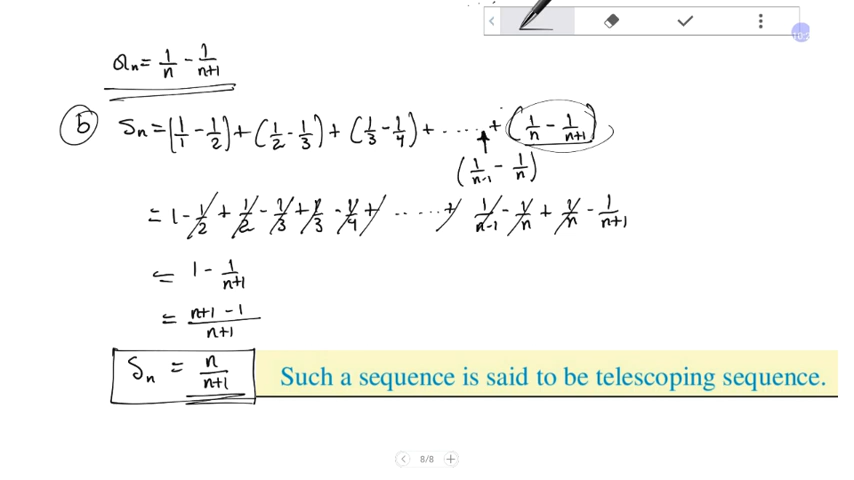 an = 1/n - 1/n+1
b Sn = (1/1 - 1/2) + (1/2 - 1/3) + (1/3 - 1/4) + ..... + (1/n - 1/n+1)
(1/n-1 - 1/n)
= 1 - 1/2 + 1/2 - 1/3 + 1/3 - 1/4 + ..... + 1/n-1 - 1/n + 1/n - 1/n+1
= 1 - 1/n+1
= n+1 - 1/n+1
Sn = n/n+1
Such a sequence is said to be telescoping sequence.
8/8